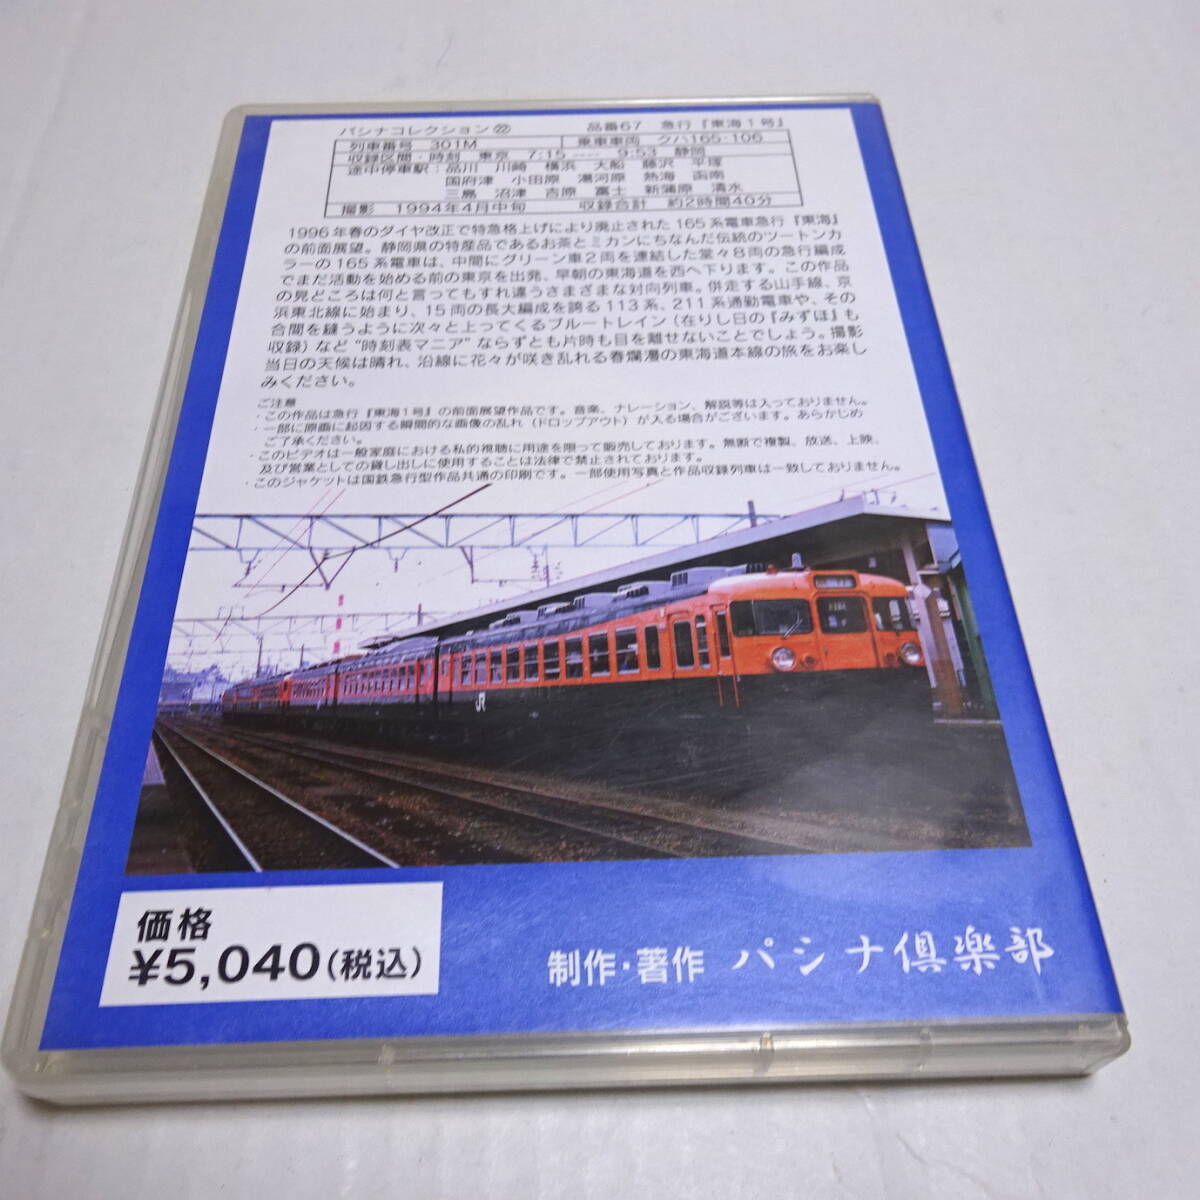 パシナコレクション㉒ 品番67 急行『東海1号』
列車番号 301M 乗車車両 クハ165-106
収録区間・時刻 東京 7:15 ---- 9:53 静岡
途中停車駅：品川 川崎 横浜 大船 藤沢 平塚
国府津 小田原 湯河原 熱海 函南
三島 沼津 吉原 富士 新蒲原 清水
撮影 1994年4月中旬 収録合計 約2時間40分
1996年春のダイヤ改正で特急格上げにより廃止された165系電車急行『東海』
の前面展望。静岡県の特産品であるお茶とミカンにちなんだ伝統のツートンカ
ラーの165系電車は、中間にグリーン車2両を連結した堂々8両の急行編成
でまだ活動を始める前の東京を出発、早朝の東海道を西へ下ります。この作品
の見どころは何と言ってもすれ違うさまざまな対向列車。併走する山手線、京
浜東北線に始まり、15両の長大編成を誇る113系、211系通勤電車や、その
合間を縫うように次々と上ってくるブルートレイン（在りし日の『みずほ』も
収録）など“時刻表マニア”ならずとも片時も目を離せないことでしょう。撮影
当日の天候は晴れ、沿線に花々が咲き乱れる春爛漫の東海道本線の旅をお楽し
みください。
ご注意
・この作品は急行『東海1号』の前面展望作品です。音楽、ナレーション、解説等は入っておりません。
・一部に原画に起因する瞬間的な画像の乱れ（ドロップアウト）が入る場合がございます。あらかじめ
ご了承ください。
・このビデオは一般家庭における私的視聴に用途を限って販売しております。無断で複製、放送、上映、
及び営業としての貸し出しに使用することは法律で禁止されております。
・このジャケットは国鉄急行型作品共通の印刷です。一部使用写真と作品収録列車は一致しておりません。
JR
価格
¥5,040(税込)
制作・著作 パシナ倶楽部